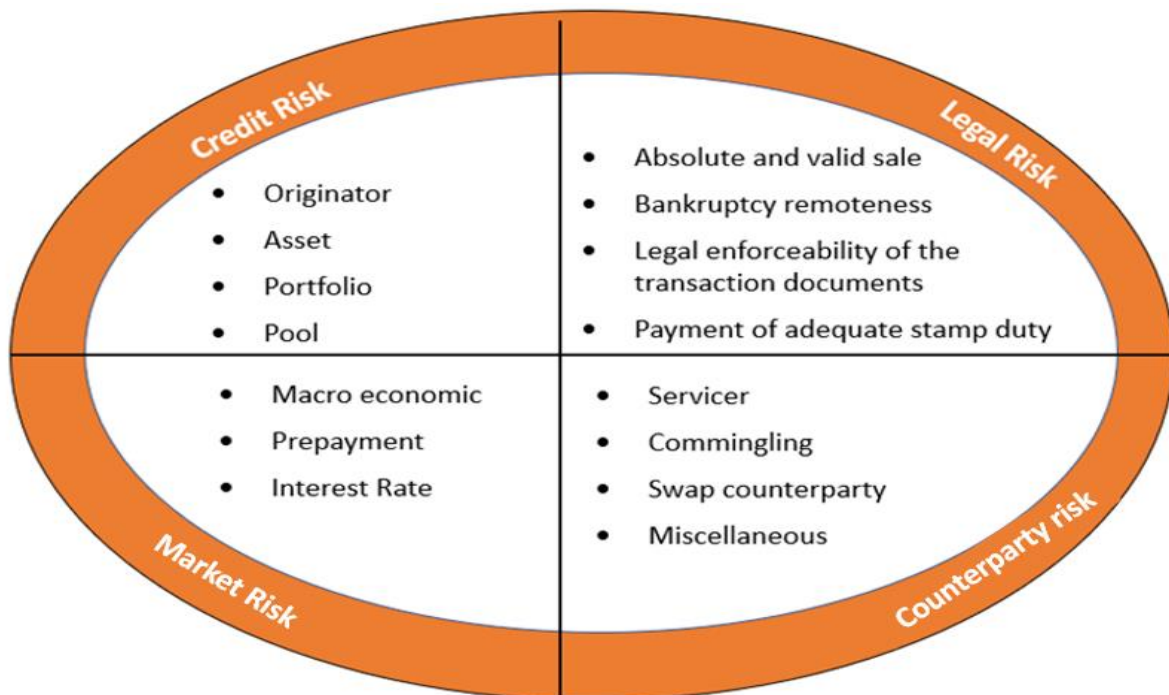 Credit Risk
• Originator
• Asset
• Portfolio
• Pool
Legal Risk
• Absolute and valid sale
• Bankruptcy remoteness
• Legal enforceability of the
transaction documents
• Payment of adequate stamp duty
Market Risk
• Macro economic
• Prepayment
• Interest Rate
Counterparty risk
• Servicer
• Commingling
• Swap counterparty
• Miscellaneous